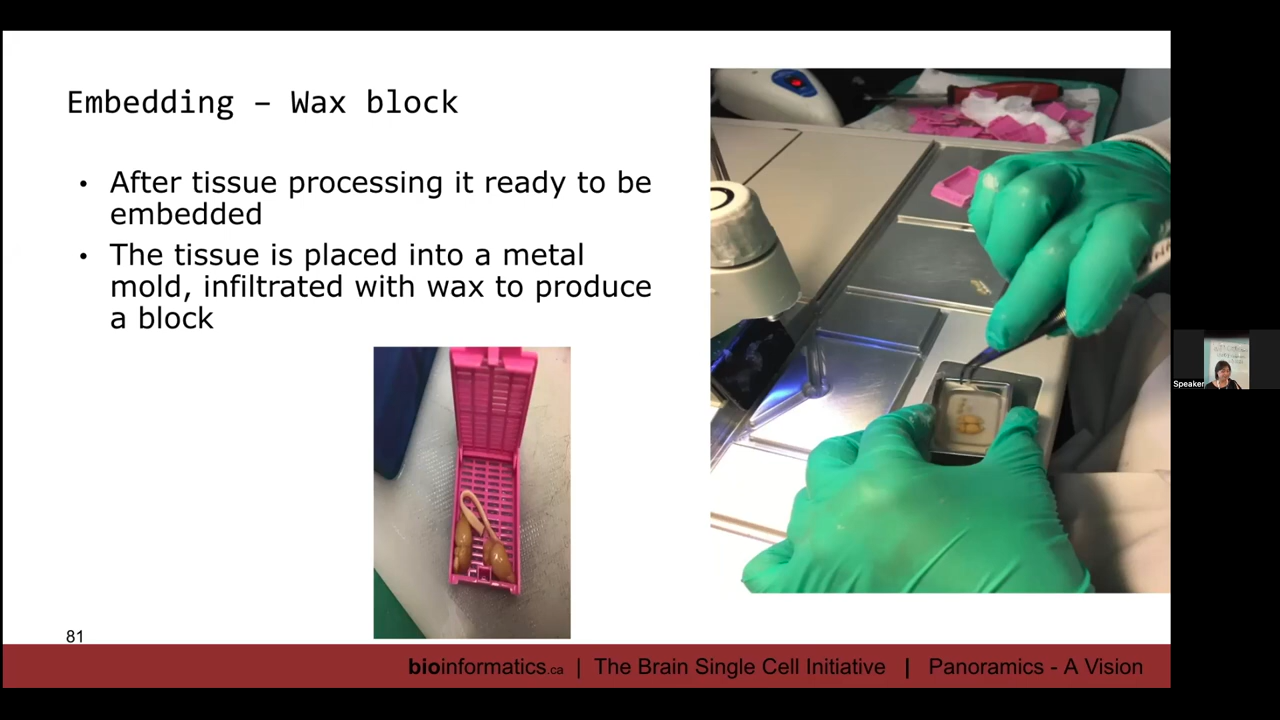 Embedding – Wax block
• After tissue processing it ready to be
embedded
• The tissue is placed into a metal
mold, infiltrated with wax to produce
a block
81
bioinformatics.ca | The Brain Single Cell Initiative | Panoramics - A Vision
Speaker